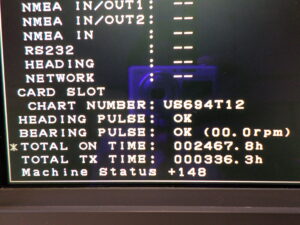 NMEA IN/OUT1: --
NMEA IN/OUT2: --
NMEA IN : --
RS232 : --
HEADING : --
NETWORK : --
CARD SLOT
CHART NUMBER: US694T12
HEADING PULSE: OK
BEARING PULSE: OK (00.0rpm)
*TOTAL ON TIME: 002467.8h
TOTAL TX TIME: 000336.3h
Machine Status +148